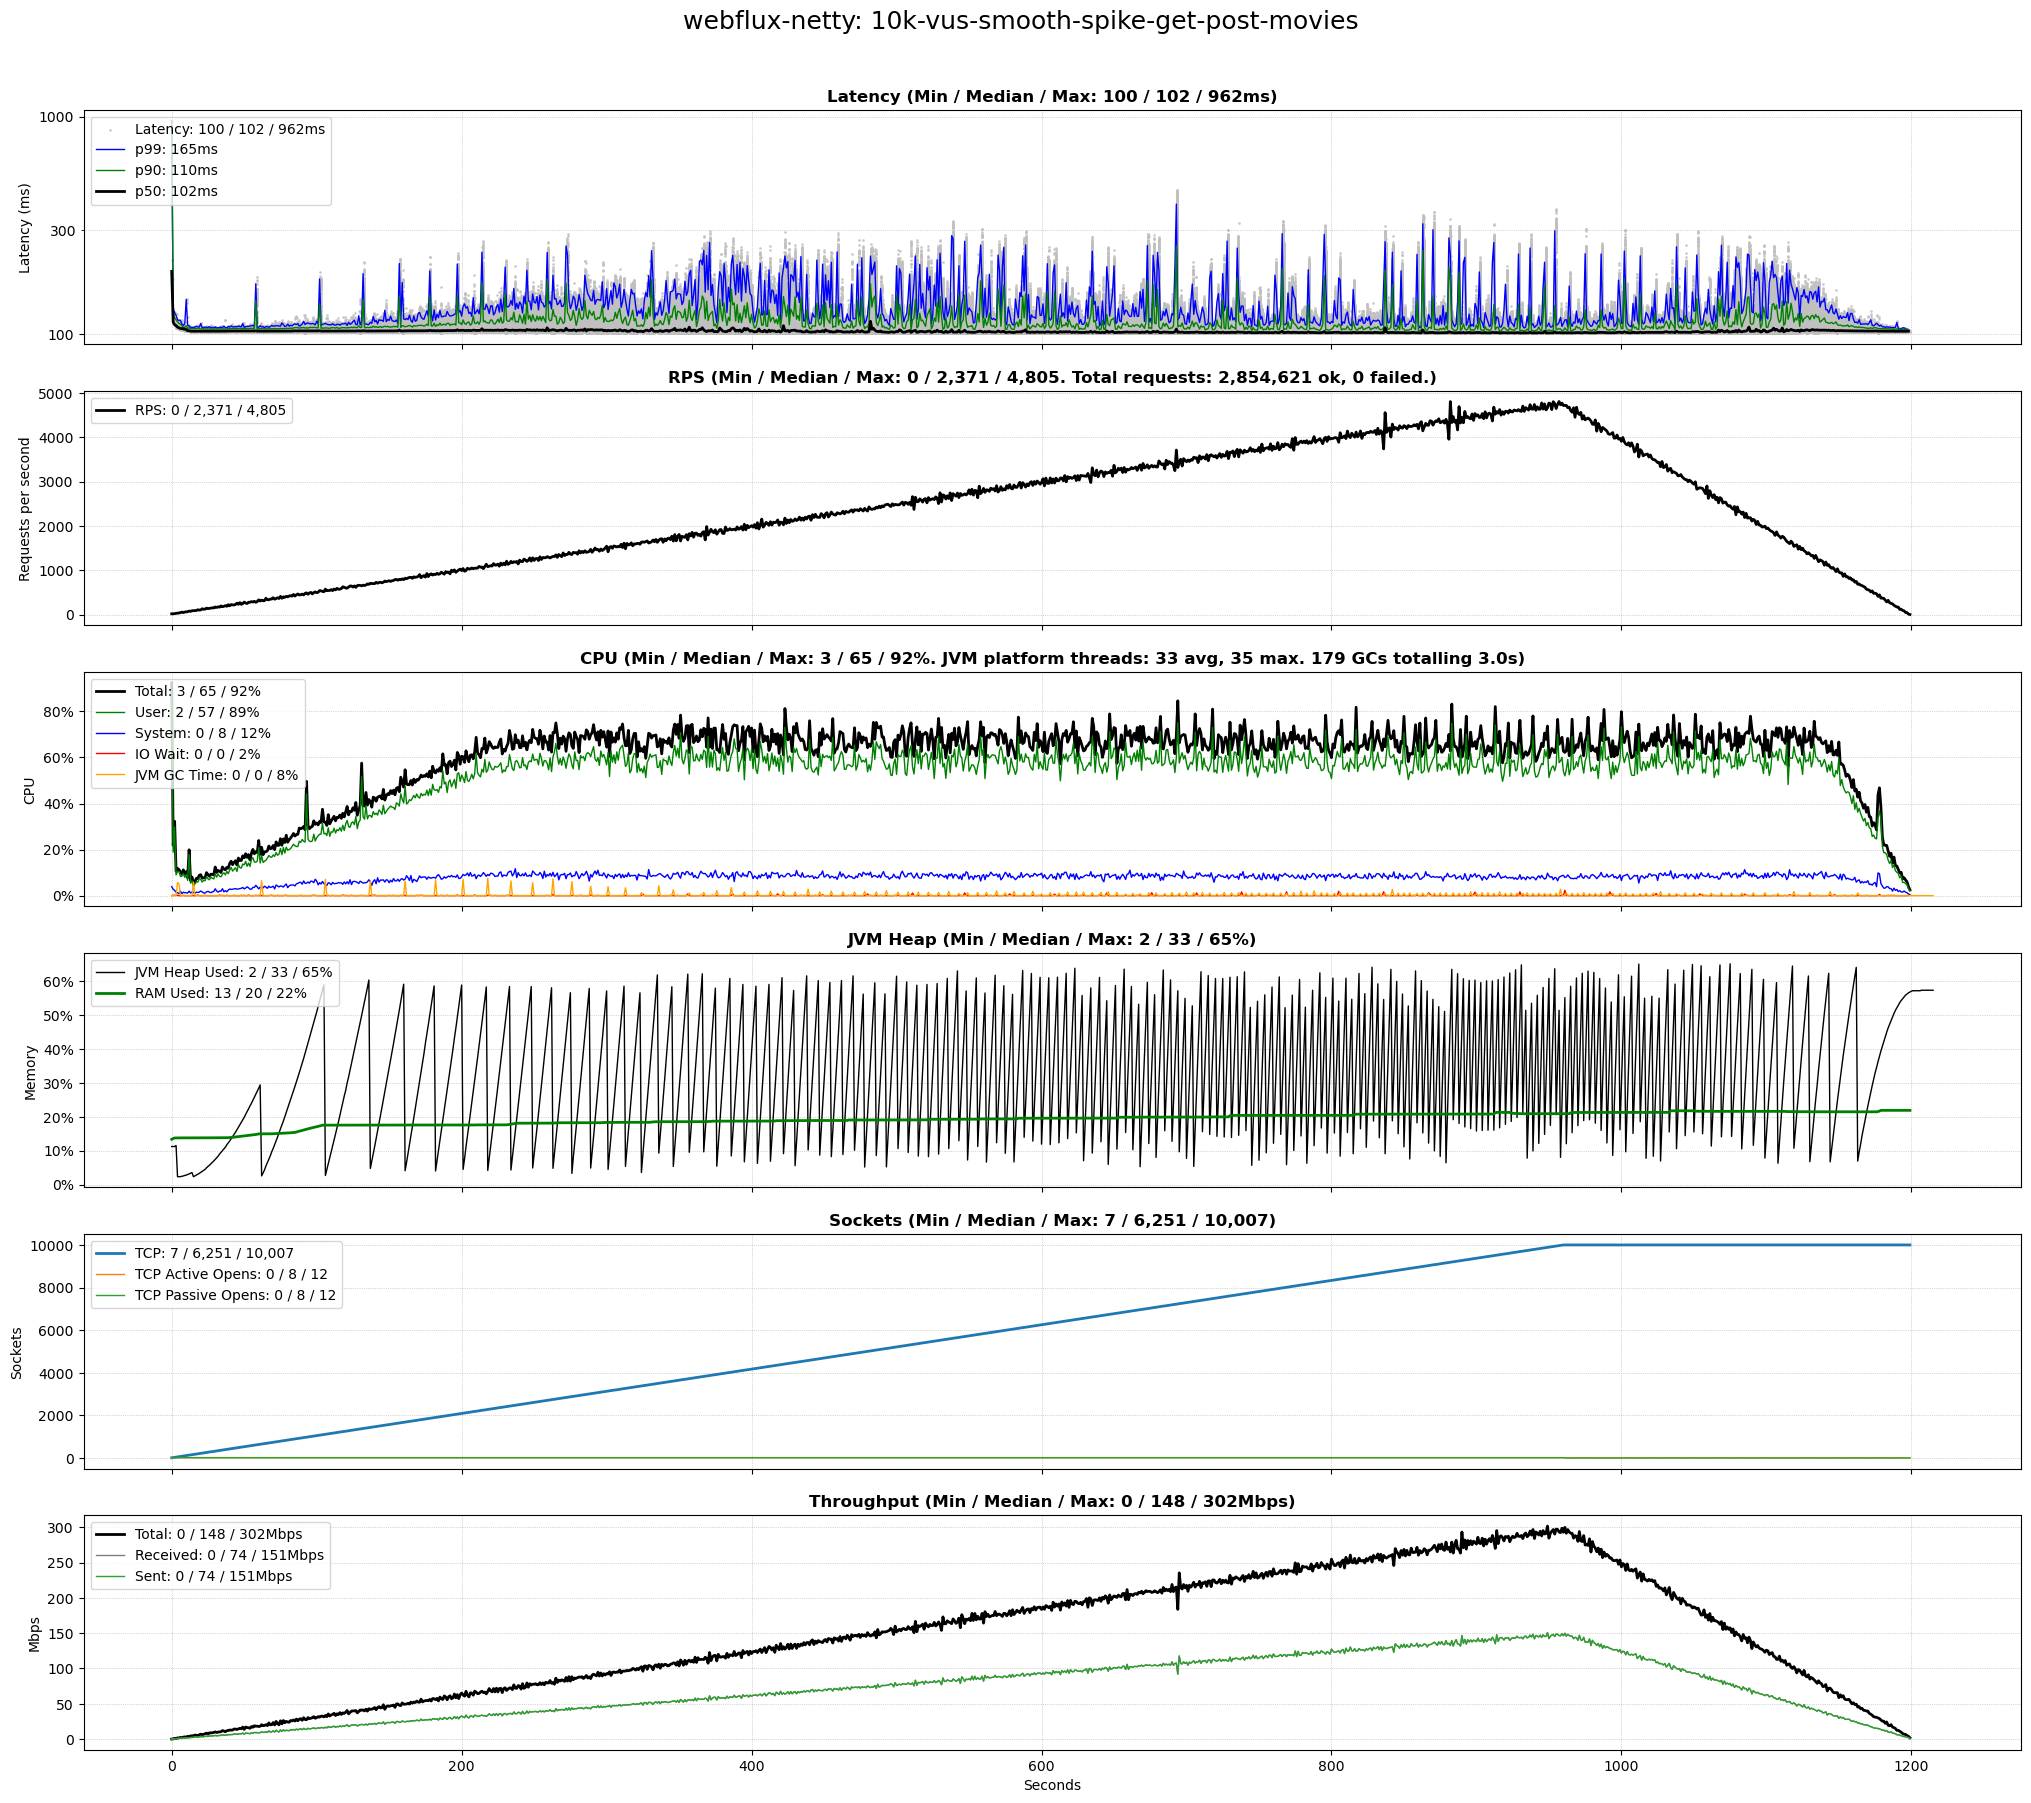 webflux-netty: 10k-vus-smooth-spike-get-post-movies
Latency (Min / Median / Max: 100 / 102 / 962ms)
Latency (ms)
1000
300
100
Latency: 100 / 102 / 962ms
p99: 165ms
p90: 110ms
p50: 102ms
RPS (Min / Median / Max: 0 / 2,371 / 4,805. Total requests: 2,854,621 ok, 0 failed.)
Requests per second
5000
4000
3000
2000
1000
0
RPS: 0 / 2,371 / 4,805
CPU (Min / Median / Max: 3 / 65 / 92%. JVM platform threads: 33 avg, 35 max. 179 GCs totalling 3.0s)
CPU
80%
60%
40%
20%
0%
Total: 3 / 65 / 92%
User: 2 / 57 / 89%
System: 0 / 8 / 12%
IO Wait: 0 / 0 / 2%
JVM GC Time: 0 / 0 / 8%
JVM Heap (Min / Median / Max: 2 / 33 / 65%)
Memory
60%
50%
40%
30%
20%
10%
0%
JVM Heap Used: 2 / 33 / 65%
RAM Used: 13 / 20 / 22%
Sockets (Min / Median / Max: 7 / 6,251 / 10,007)
Sockets
10000
8000
6000
4000
2000
0
TCP: 7 / 6,251 / 10,007
TCP Active Opens: 0 / 8 / 12
TCP Passive Opens: 0 / 8 / 12
Throughput (Min / Median / Max: 0 / 148 / 302Mbps)
Mbps
300
250
200
150
100
50
0
Total: 0 / 148 / 302Mbps
Received: 0 / 74 / 151Mbps
Sent: 0 / 74 / 151Mbps
0 200 400 600 800 1000 1200
Seconds